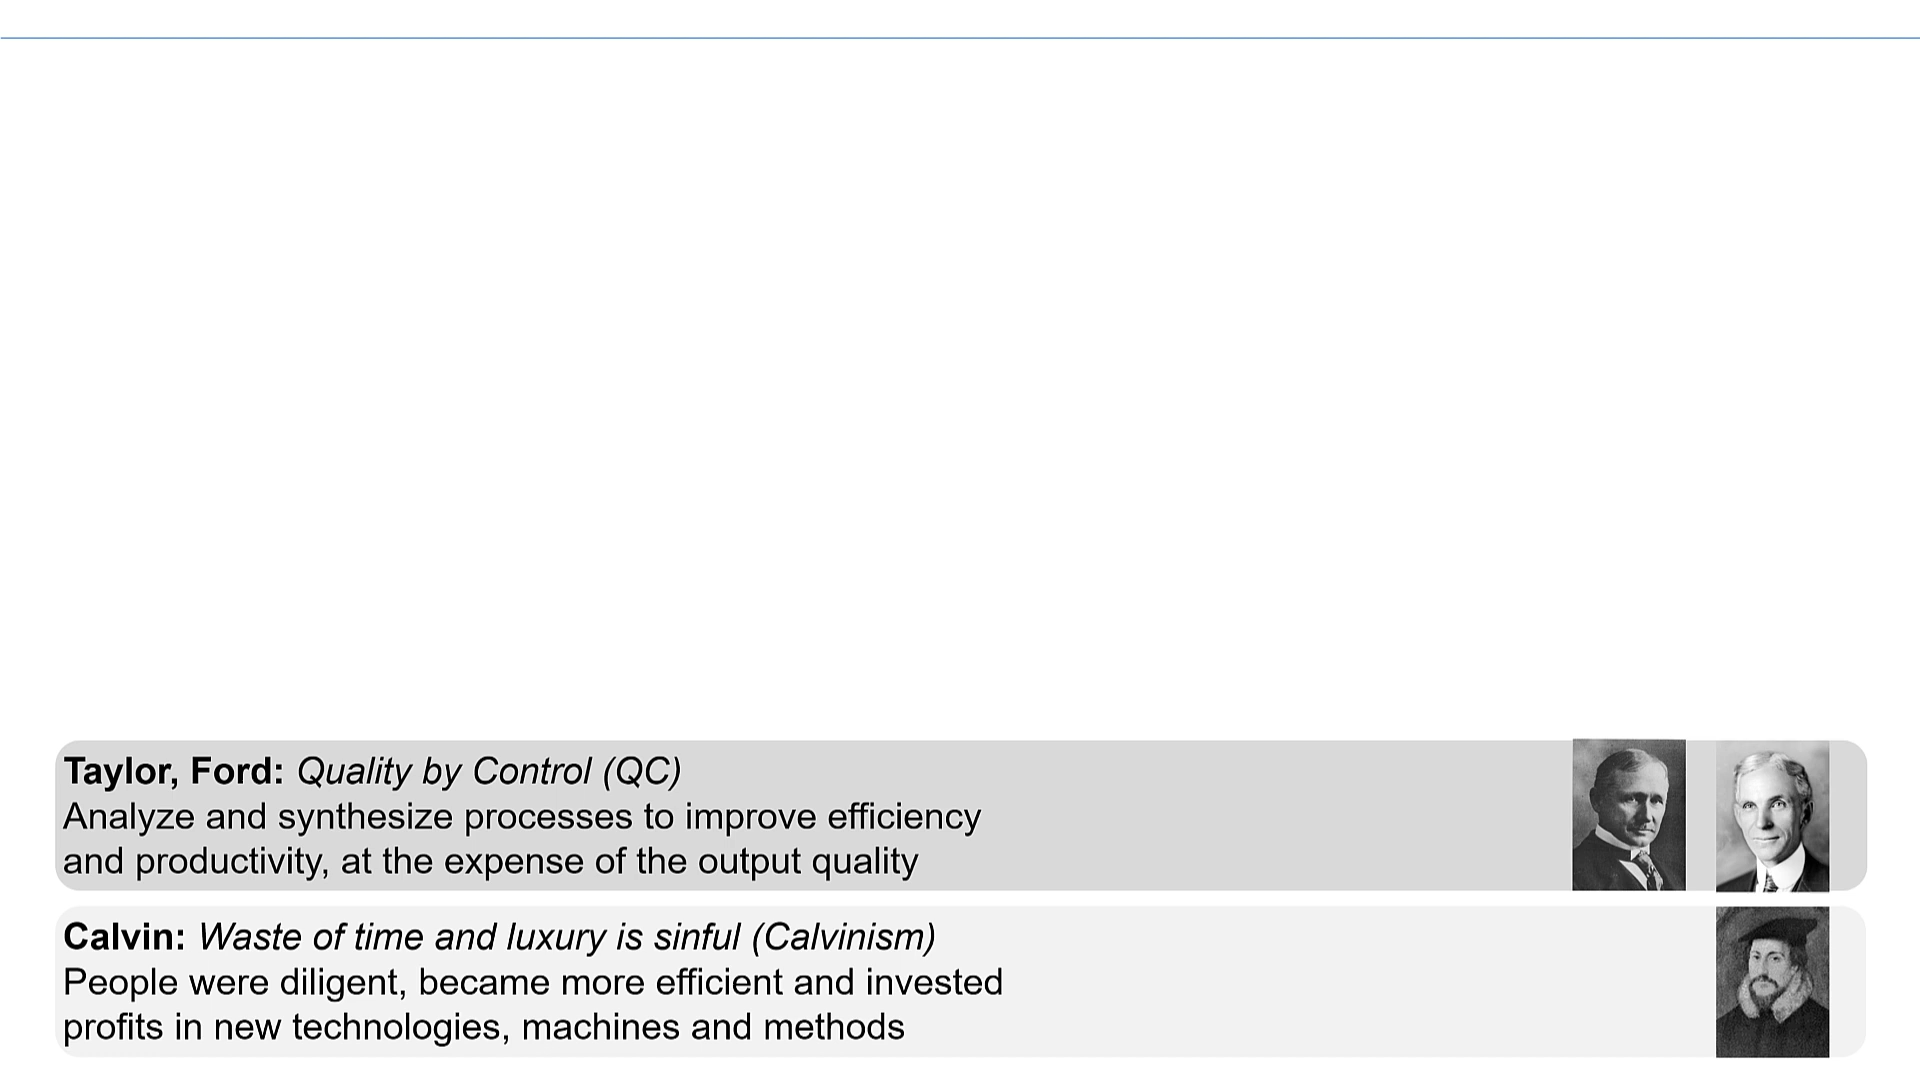 Taylor, Ford: Quality by Control (QC)
Analyze and synthesize processes to improve efficiency
and productivity, at the expense of the output quality
Calvin: Waste of time and luxury is sinful (Calvinism)
People were diligent, became more efficient and invested
profits in new technologies, machines and methods